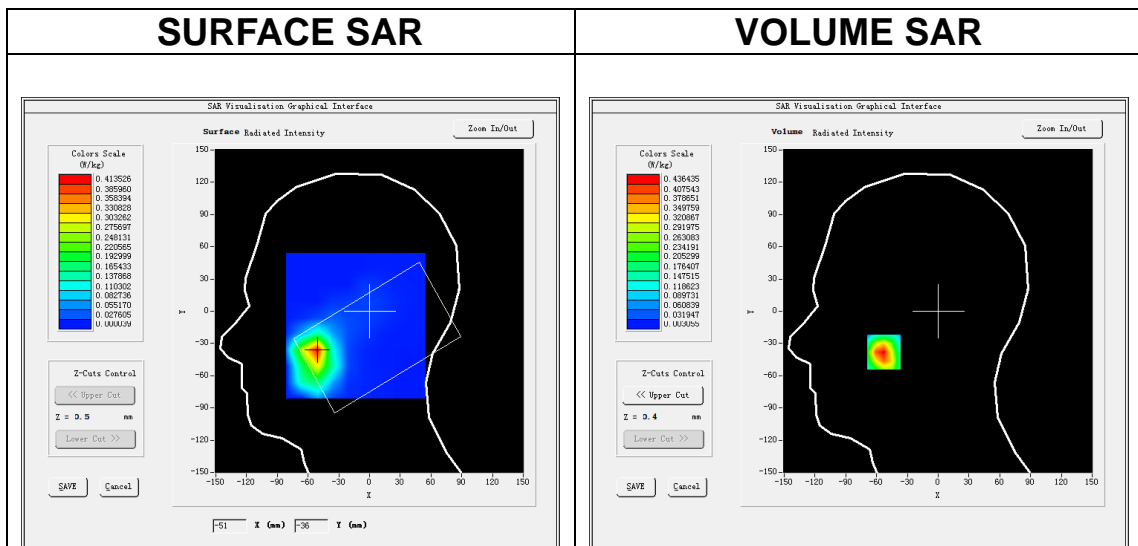 SURFACE SAR
VOLUME SAR
SAR Visualisation Graphical Interface
Surface Radiated Intensity
Zoom In/Out
Colors Scale
(W/kg)
0.413526
0.385960
0.358394
0.330828
0.303262
0.275697
0.248131
0.220565
0.192999
0.165433
0.137868
0.110302
0.082736
0.055170
0.027605
0.000039
150
120
90
60
30
0
-30
-60
-90
-120
-150
Y
-150 -120 -90 -60 -30 0 30 60 90 120 150
X
Z-Cuts Control
<< Upper Cut
Z = 0.5 mm
Lower Cut >>
SAVE Cancel
-51 X (mm) -36 Y (mm)
SAR Visualisation Graphical Interface
Volume Radiated Intensity
Zoom In/Out
Colors Scale
(W/kg)
0.436435
0.407543
0.378651
0.349759
0.320867
0.291975
0.263083
0.234191
0.205299
0.176407
0.147515
0.118623
0.089731
0.060839
0.031947
0.003055
150
120
90
60
30
0
-30
-60
-90
-120
-150
Y
-150 -120 -90 -60 -30 0 30 60 90 120 150
X
Z-Cuts Control
<< Upper Cut
Z = 0.4 mm
Lower Cut >>
SAVE Cancel